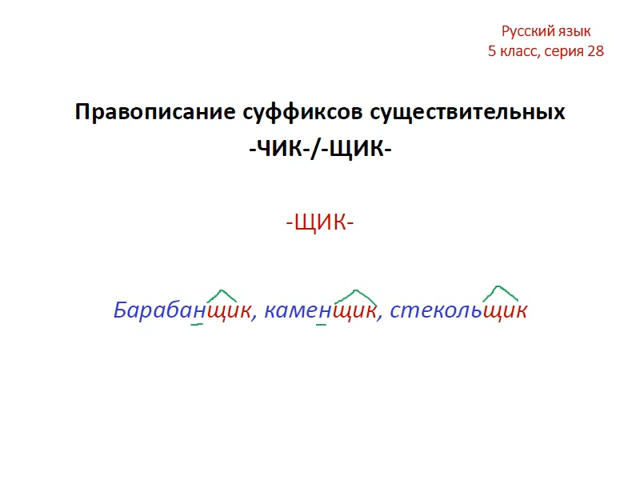 Русский язык
5 класс, серия 28
Правописание суффиксов существительных
-ЧИК-/-ЩИК-
-ЩИК-
Барабанщик, каменщик, стекольщик